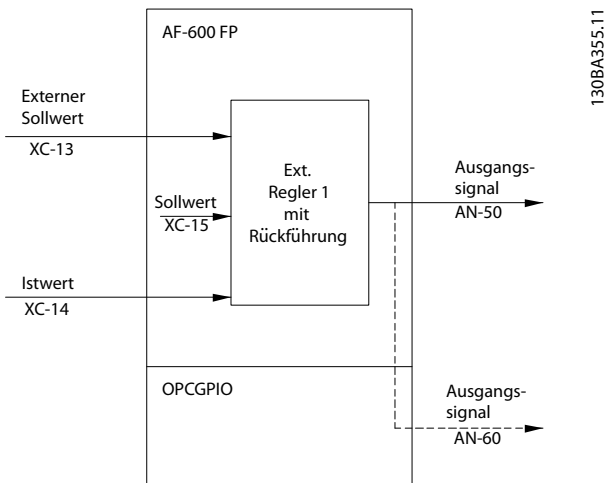 AF-600 FP
130BA355.11
Externer
Sollwert
XC-13
Ext.
Regler 1
mit
Rückführung
Sollwert
XC-15
Ausgangs-
signal
AN-50
Istwert
XC-14
OPCGPIO
Ausgangs-
signal
AN-60